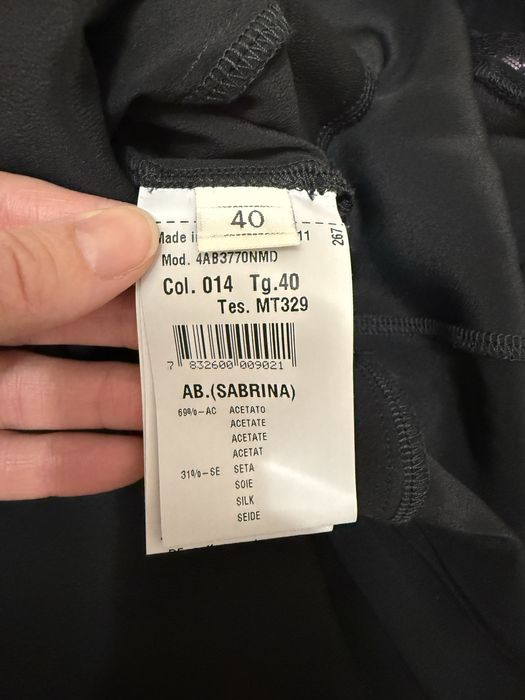 40
Made in 11
267
Mod. 4AB3770NMD
Col. 014 Tg.40
Tes. MT329
7 832600 009021
AB.(SABRINA)
69%-AC ACETATO
ACETATE
ACETATE
ACETAT
31%-SE SETA
SOIE
SILK
SEIDE